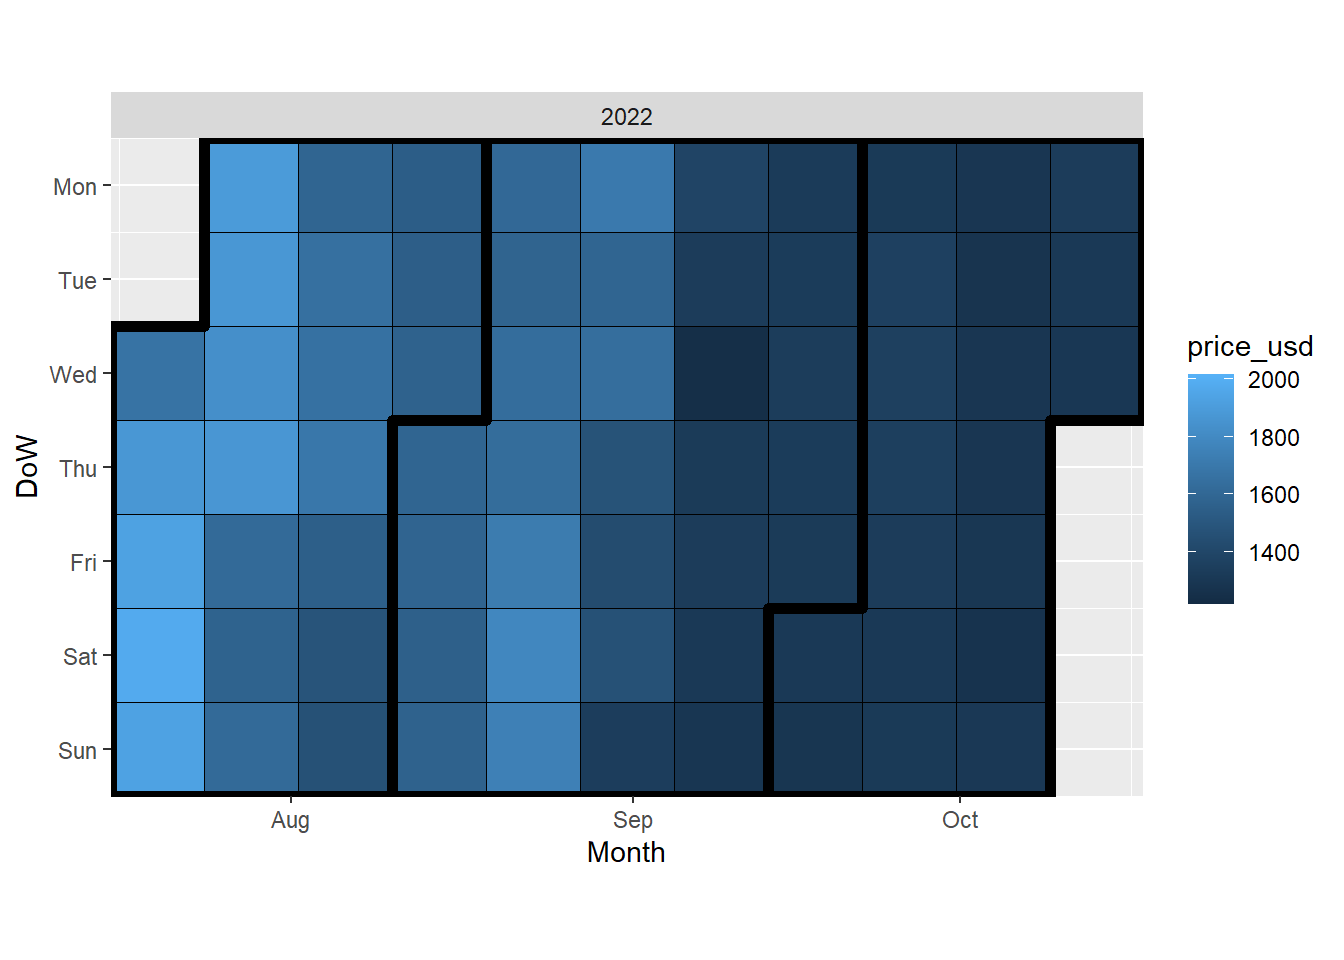 2022
Mon
Tue
Wed
Thu
Fri
Sat
Sun
DoW
Aug Sep Oct
Month
price_usd
2000
1800
1600
1400